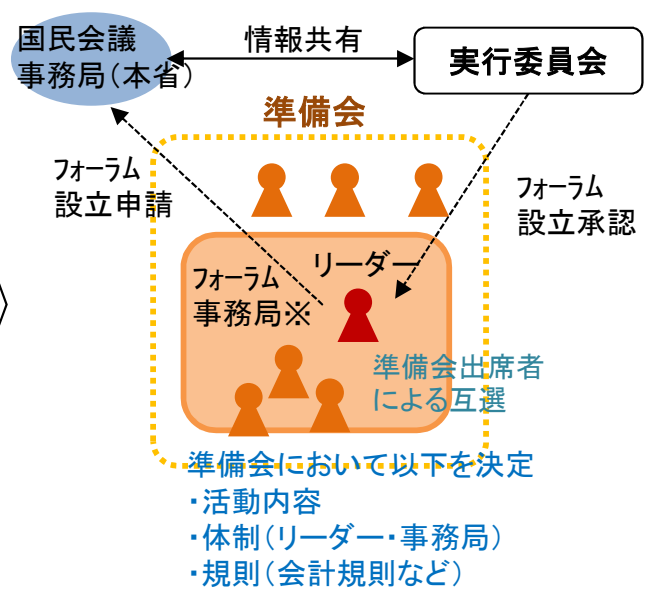 国民会議
事務局(本省)
情報共有
実行委員会
準備会
フォーラム
設立申請
フォーラム
設立承認
リーダー
フォーラム
事務局※
準備会出席者
による互選
準備会において以下を決定
・活動内容
・体制(リーダー・事務局)
・規則(会計規則など)